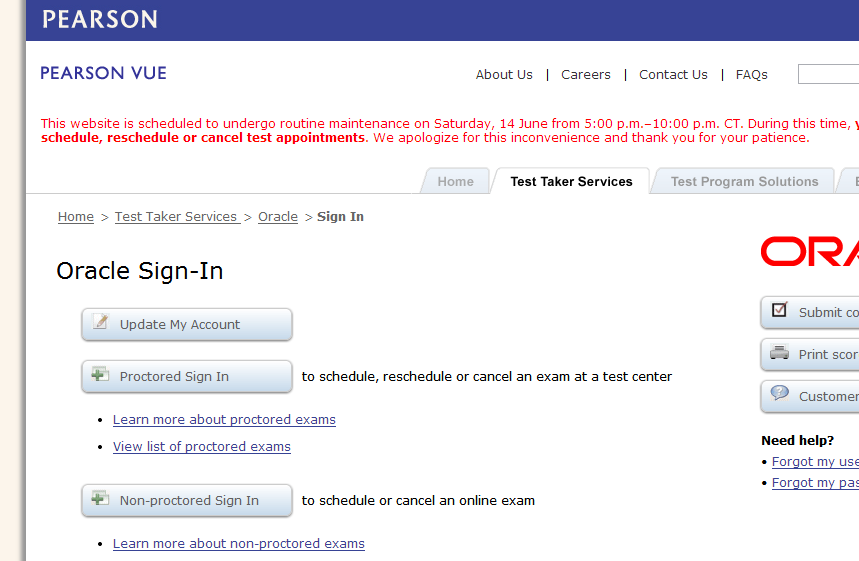 PEARSON
PEARSON VUE
About Us | Careers | Contact Us | FAQs
This website is scheduled to undergo routine maintenance on Saturday, 14 June from 5:00 p.m.–10:00 p.m. CT. During this time,
schedule, reschedule or cancel test appointments. We apologize for this inconvenience and thank you for your patience.
Home Test Taker Services Test Program Solutions
Home > Test Taker Services > Oracle > Sign In
Oracle Sign-In
Update My Account
Proctored Sign In to schedule, reschedule or cancel an exam at a test center
• Learn more about proctored exams
• View list of proctored exams
Non-proctored Sign In to schedule or cancel an online exam
• Learn more about non-proctored exams
ORA
Submit co
Print scor
Customer
Need help?
• Forgot my use
• Forgot my pas